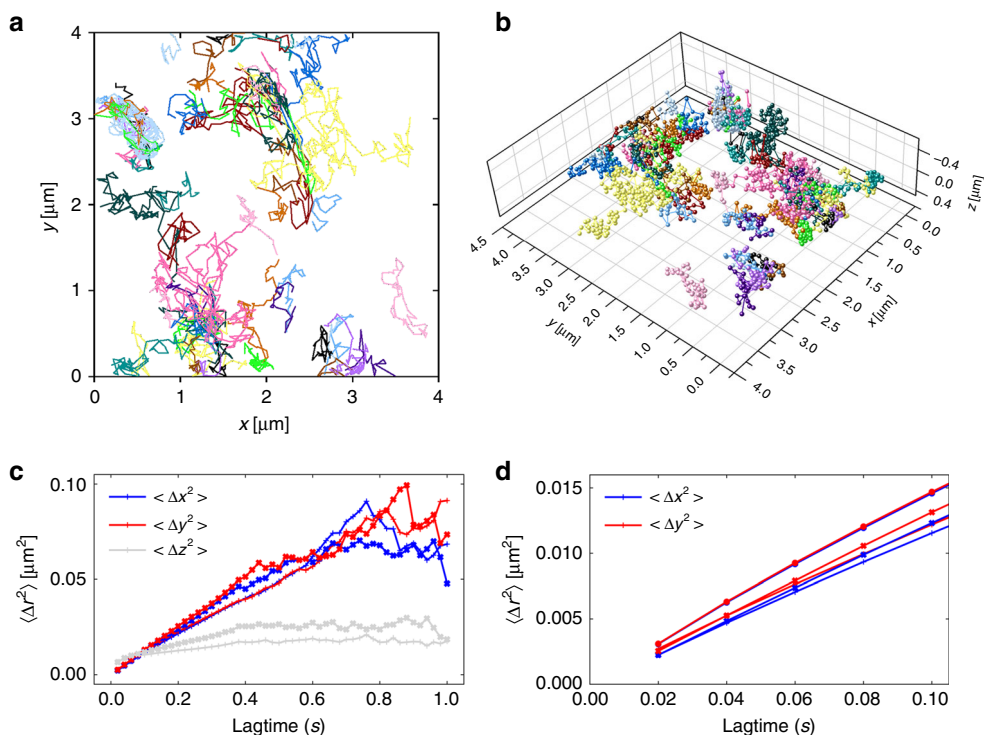 a
4
3
2
1
0
y[μm]
0
1
2
3
4
x [μm]
b
−0.4
0.0
0.4
z [μm]
0.0
0.5
1.0
1.5
2.0
2.5
3.0
3.5
4.0
x [μm]
4.5
4.0
3.5
3.0
2.5
2.0
1.5
1.0
0.5
0.0
y [μm]
c
0.10
0.05
0.00
⟨Δr²⟩ [μm²]
< Δx² >
< Δy² >
< Δz² >
0.0
0.2
0.4
0.6
0.8
1.0
Lagtime (s)
d
0.015
0.010
0.005
0.000
⟨Δr²⟩ [μm²]
< Δx² >
< Δy² >
0.00
0.02
0.04
0.06
0.08
0.10
Lagtime (s)